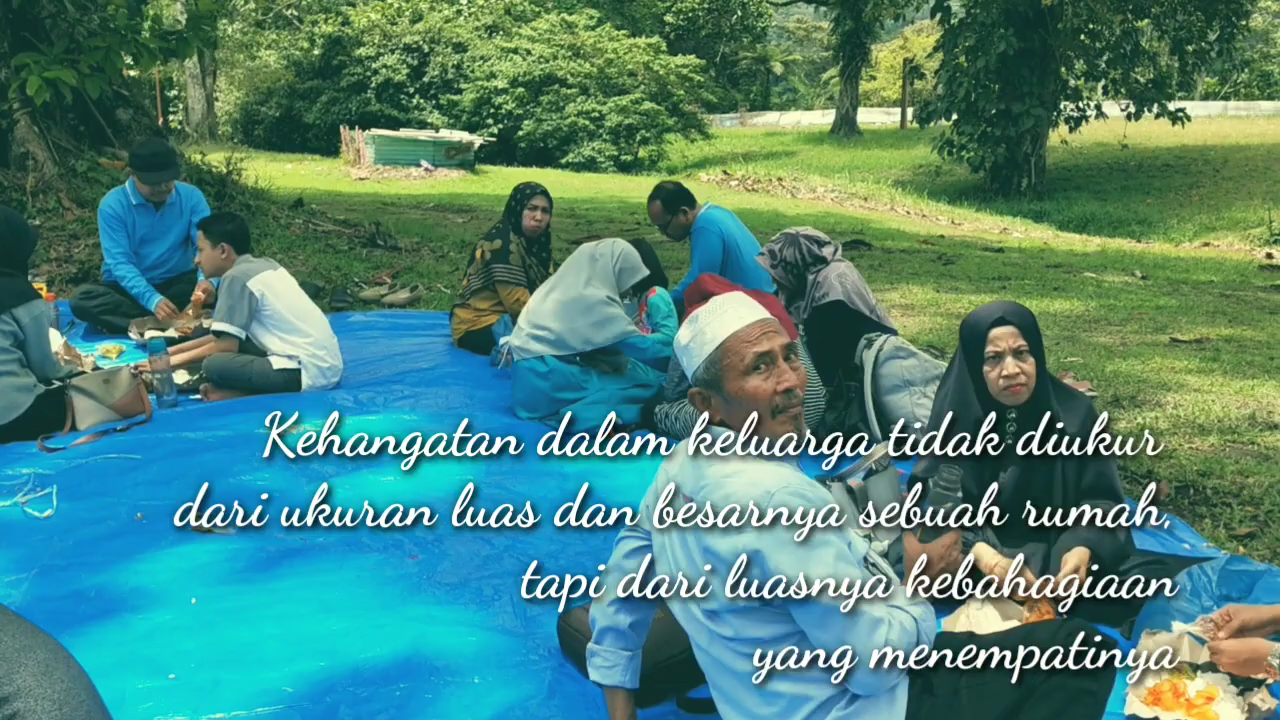 Kehangatan dalam keluarga tidak diukur
dari ukuran luas dan besarnya sebuah rumah,
tapi dari luasnya kebahagiaan
yang menempatinya